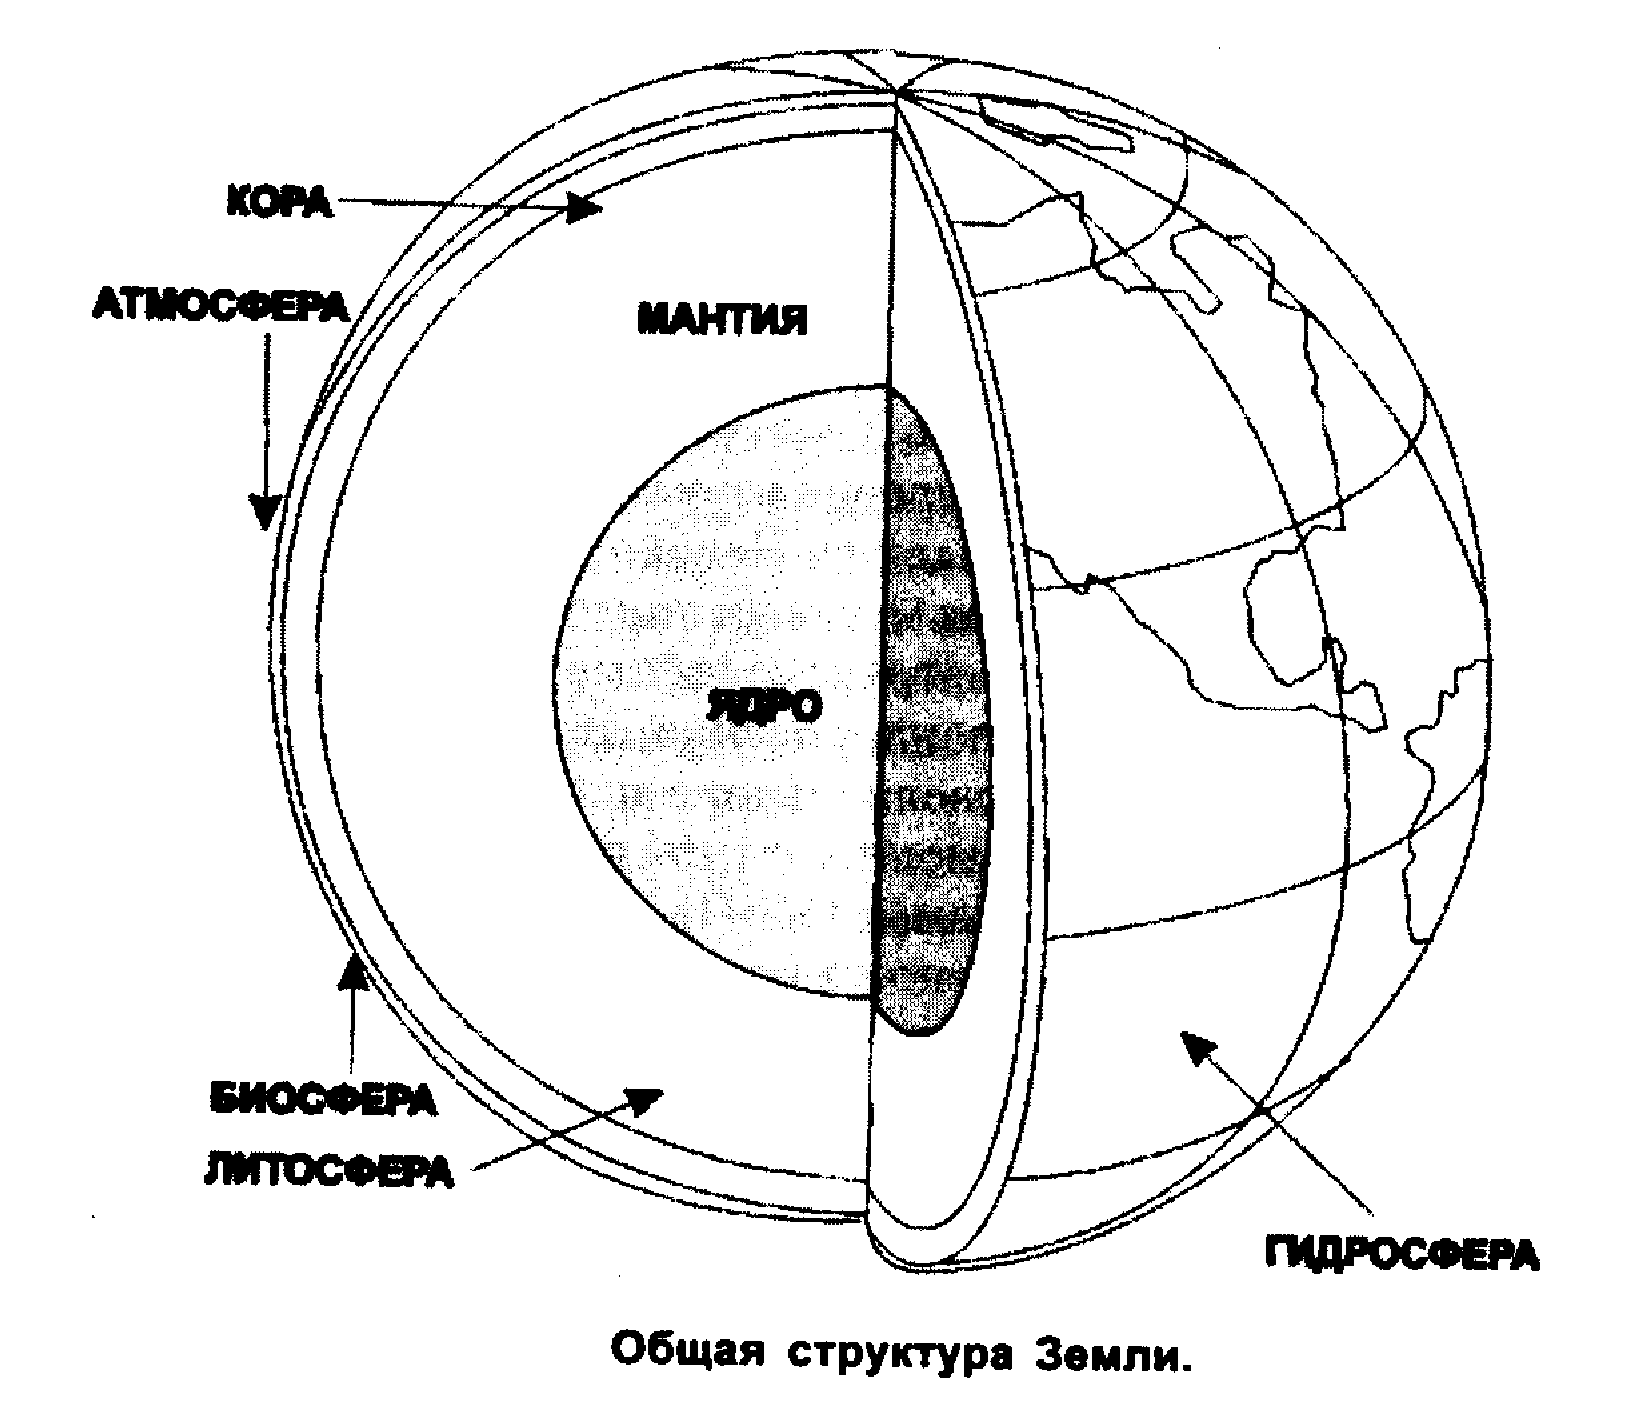 КОРА
АТМОСФЕРА
МАНТИЯ
ЯДРО
БИОСФЕРА
ЛИТОСФЕРА
ГИДРОСФЕРА
Общая структура Земли.